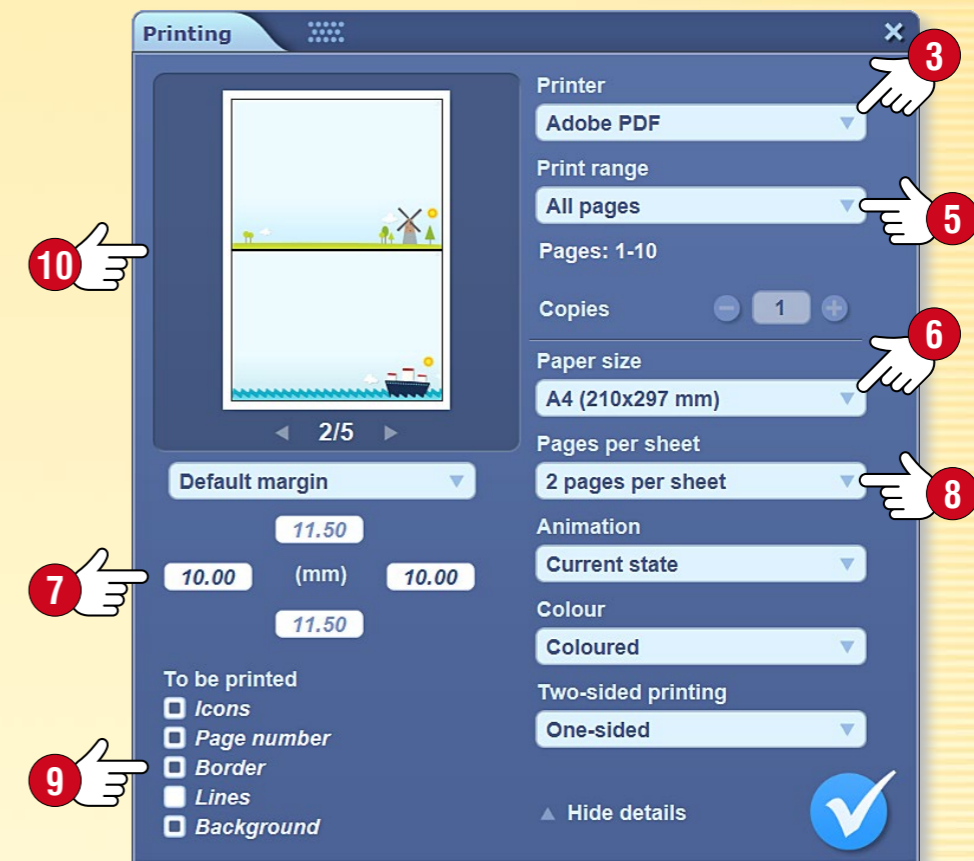 Printing
3
Printer
Adobe PDF
Print range
All pages
5
Pages: 1-10
10
Copies
1
6
Paper size
A4 (210x297 mm)
2/5
Pages per sheet
2 pages per sheet
8
Default margin
11.50
Animation
Current state
7
10.00
(mm)
10.00
11.50
Colour
Coloured
To be printed
Icons
Page number
Border
Lines
Background
9
Two-sided printing
One-sided
Hide details